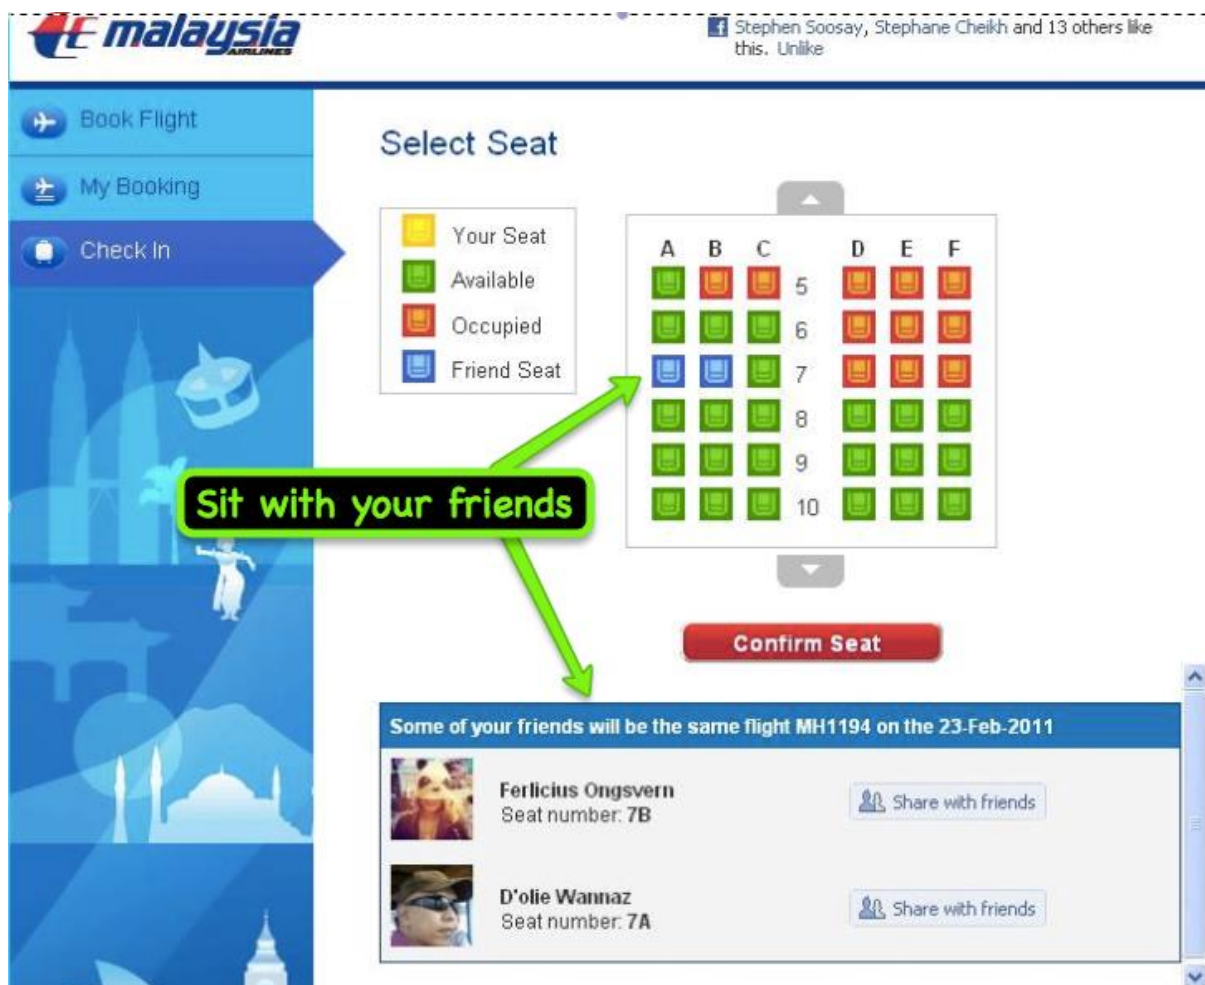 malaysia
AIRLINES
Stephen Soosay, Stephane Cheikh and 13 others like
this. Unlike
Book Flight
My Booking
Check In
Select Seat
Your Seat
Available
Occupied
Friend Seat
A B C D E F
5
6
7
8
9
10
Sit with your friends
Confirm Seat
Some of your friends will be the same flight MH1194 on the 23-Feb-2011
Ferlicius Ongsvern
Seat number: 7B
Share with friends
D'olie Wannaz
Seat number: 7A
Share with friends